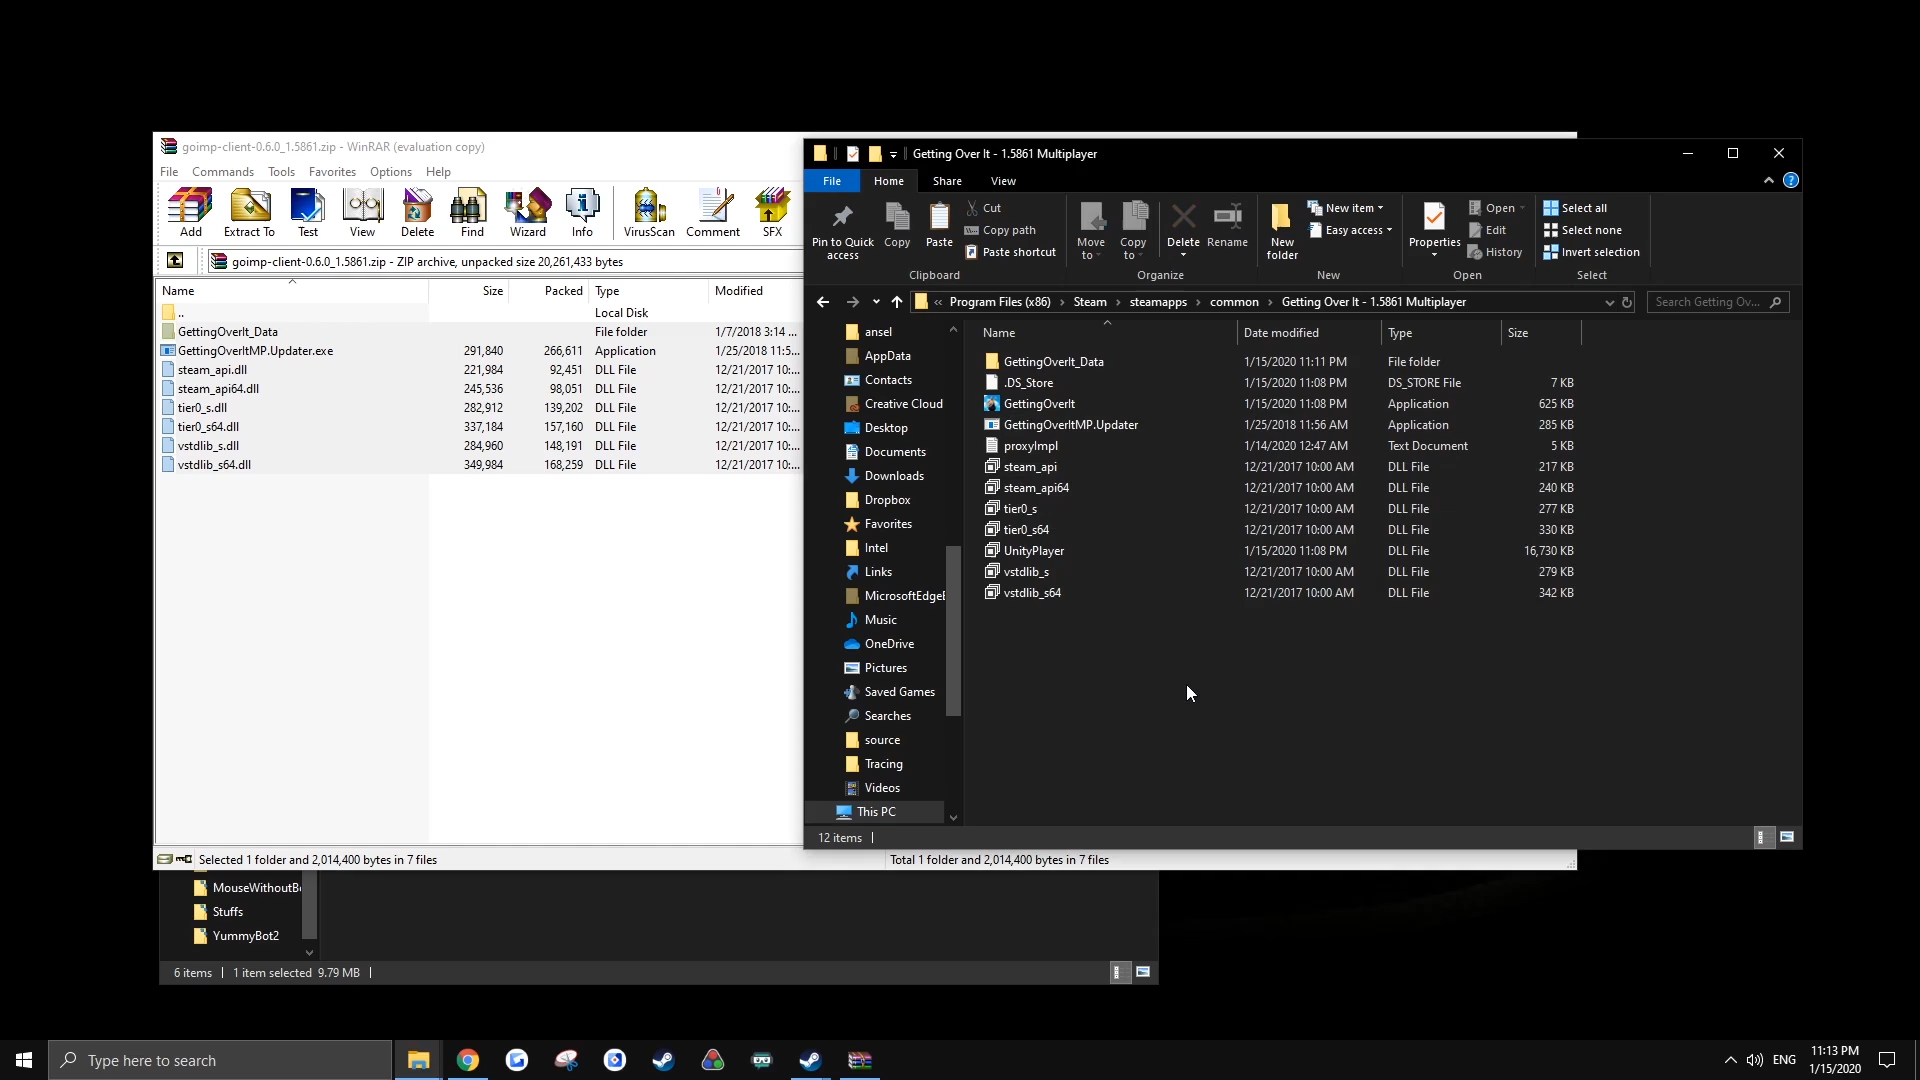 goimp-client-0.6.0_1.5861.zip - WinRAR (evaluation copy)
File Commands Tools Favorites Options Help
Add Extract To Test View Delete Find Wizard Info VirusScan Comment SFX
goimp-client-0.6.0_1.5861.zip - ZIP archive, unpacked size 20,261,433 bytes
Name Size Packed Type Modified
.. Local Disk
GettingOverIt_Data File folder 1/7/2018 3:14 ...
GettingOverItMP.Updater.exe 291,840 266,611 Application 1/25/2018 11:5...
steam_api.dll 221,984 92,451 DLL File 12/21/2017 10:...
steam_api64.dll 245,536 98,051 DLL File 12/21/2017 10:...
tier0_s.dll 282,912 139,202 DLL File 12/21/2017 10:...
tier0_s64.dll 337,184 157,160 DLL File 12/21/2017 10:...
vstdlib_s.dll 284,960 148,191 DLL File 12/21/2017 10:...
vstdlib_s64.dll 349,984 168,259 DLL File 12/21/2017 10:...
Selected 1 folder and 2,014,400 bytes in 7 files
Total 1 folder and 2,014,400 bytes in 7 files
Getting Over It - 1.5861 Multiplayer
File Home Share View
Pin to Quick access
Copy
Paste
Cut
Copy path
Paste shortcut
Clipboard
Move to
Copy to
Delete
Rename
Organize
New folder
New item
Easy access
New
Properties
Open
Edit
History
Open
Select all
Select none
Invert selection
Select
« Program Files (x86) › Steam › steamapps › common › Getting Over It - 1.5861 Multiplayer
Search Getting Ov...
ansel
AppData
Contacts
Creative Cloud
Desktop
Documents
Downloads
Dropbox
Favorites
Intel
Links
MicrosoftEdgeB
Music
OneDrive
Pictures
Saved Games
Searches
source
Tracing
Videos
This PC
Name Date modified Type Size
GettingOverIt_Data 1/15/2020 11:11 PM File folder
.DS_Store 1/15/2020 11:08 PM DS_STORE File 7 KB
GettingOverIt 1/15/2020 11:08 PM Application 625 KB
GettingOverItMP.Updater 1/25/2018 11:56 AM Application 285 KB
proxyImpl 1/14/2020 12:47 AM Text Document 5 KB
steam_api 12/21/2017 10:00 AM DLL File 217 KB
steam_api64 12/21/2017 10:00 AM DLL File 240 KB
tier0_s 12/21/2017 10:00 AM DLL File 277 KB
tier0_s64 12/21/2017 10:00 AM DLL File 330 KB
UnityPlayer 1/15/2020 11:08 PM DLL File 16,730 KB
vstdlib_s 12/21/2017 10:00 AM DLL File 279 KB
vstdlib_s64 12/21/2017 10:00 AM DLL File 342 KB
12 items
MouseWithoutB
Stuffs
YummyBot2
6 items 1 item selected 9.79 MB
Type here to search
ENG
11:13 PM
1/15/2020